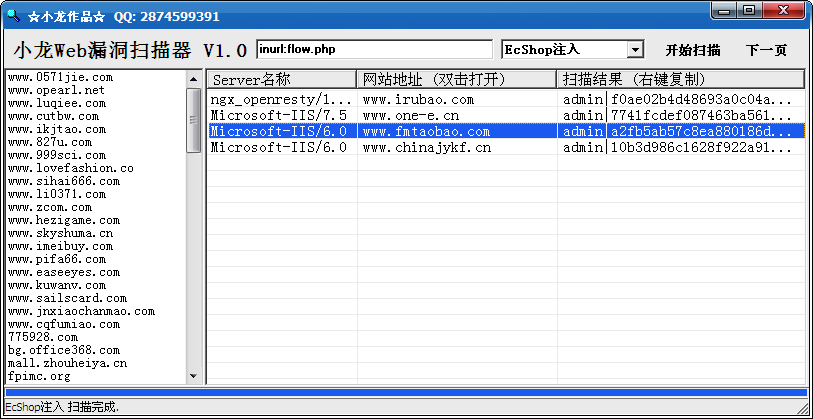 ☆小龙作品☆ QQ: 2874599391
小龙Web漏洞扫描器 V1.0 inurl:flow.php EcShop注入 开始扫描 下一页
www.0571jie.com
www.opearl.net
www.luqiee.com
www.cutbw.com
www.ikjtao.com
www.827u.com
www.999sci.com
www.lovefashion.co
www.sihai666.com
www.li0371.com
www.zcom.com
www.hezigame.com
www.skyshuma.cn
www.imeibuy.com
www.pifa66.com
www.easeeyes.com
www.kuwanv.com
www.sailscard.com
www.jnxiaochanmao.com
www.cqfumiao.com
775928.com
bg.office368.com
mall.zhouheiya.cn
fpimc.org
Server名称 网站地址 (双击打开) 扫描结果 (右键复制)
ngx_openresty/1... www.irubao.com admin|f0ae02b4d48693a0c04a...
Microsoft-IIS/7.5 www.one-e.cn admin|7741fcdef087463ba561...
Microsoft-IIS/6.0 www.fmtaobao.com admin|a2fb5ab57c8ea880186d...
Microsoft-IIS/6.0 www.chinajykf.cn admin|10b3d986c1628f922a91...
EcShop注入 扫描完成.